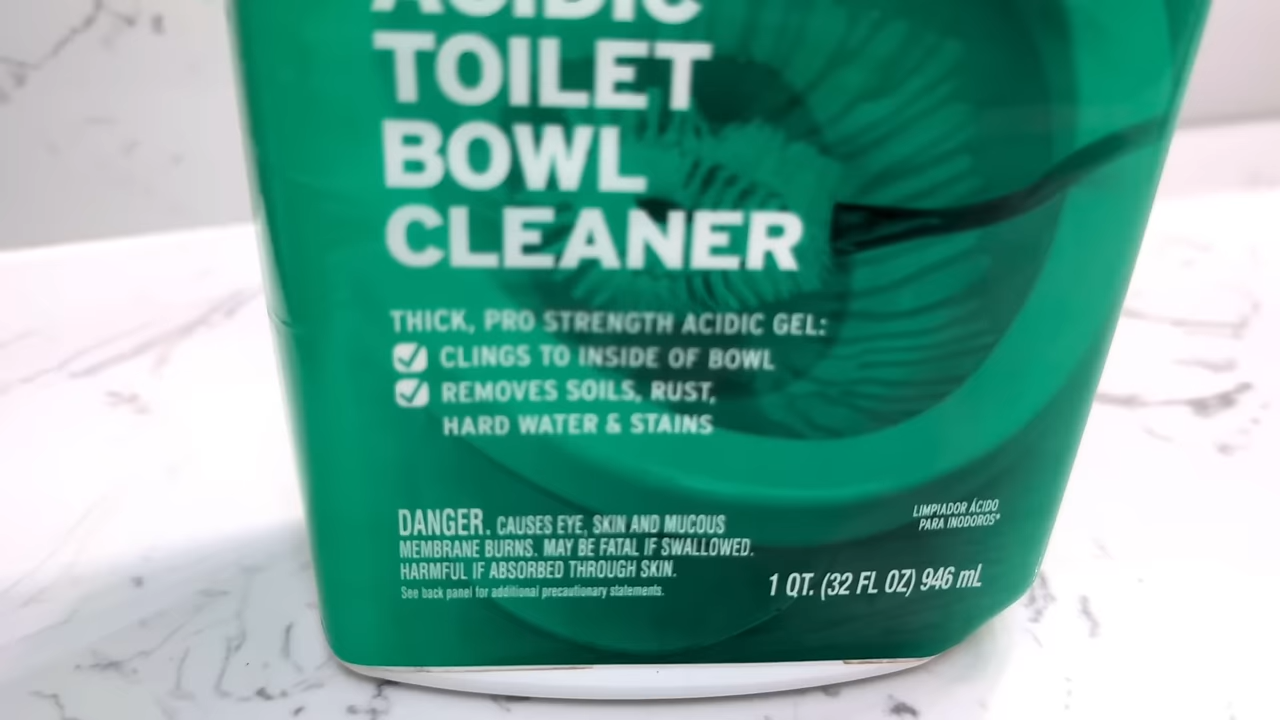 ACIDIC
TOILET
BOWL
CLEANER
THICK, PRO STRENGTH ACIDIC GEL:
CLINGS TO INSIDE OF BOWL
REMOVES SOILS, RUST,
HARD WATER & STAINS
DANGER. CAUSES EYE, SKIN AND MUCOUS
MEMBRANE BURNS. MAY BE FATAL IF SWALLOWED.
HARMFUL IF ABSORBED THROUGH SKIN.
See back panel for additional precautionary statements.
LIMPIADOR ÁCIDO
PARA INODOROS*
1 QT. (32 FL OZ) 946 mL